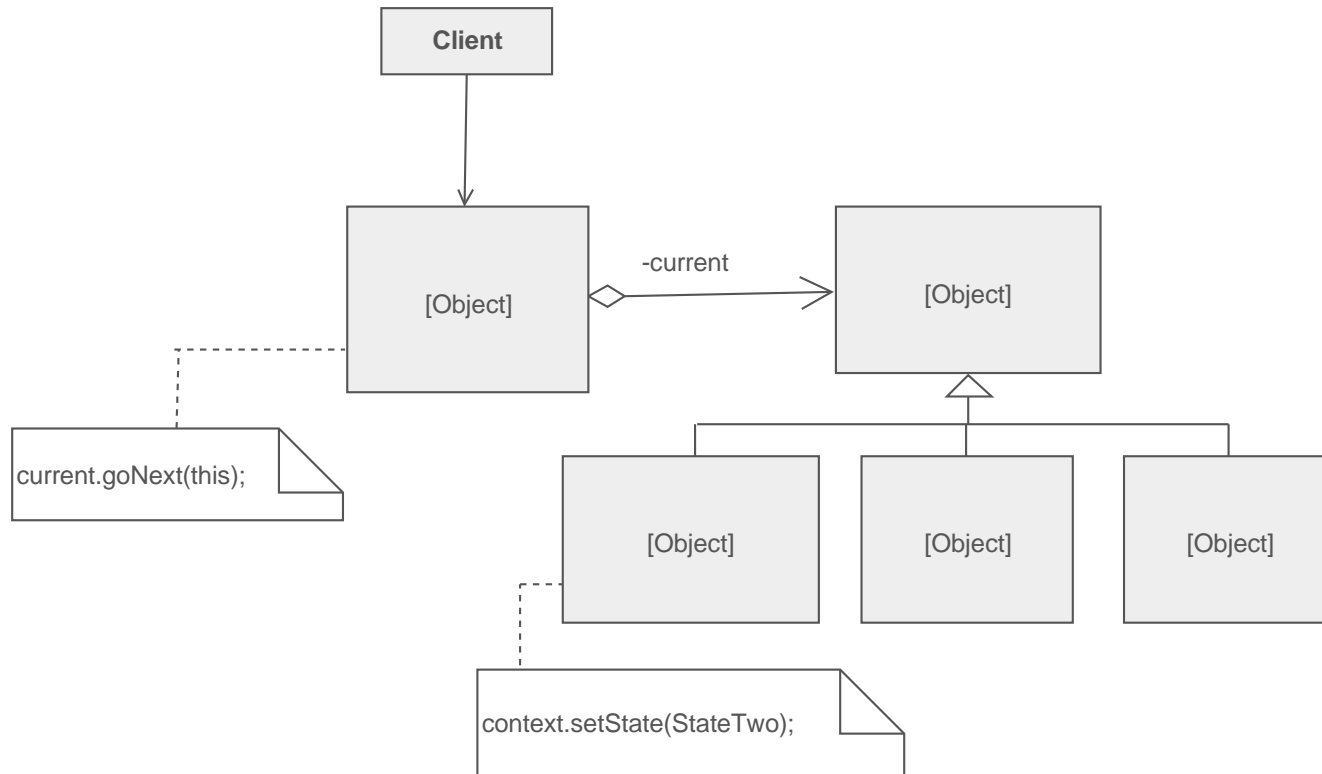 Client
-current
[Object]
[Object]
current.goNext(this);
[Object]
[Object]
[Object]
context.setState(StateTwo);